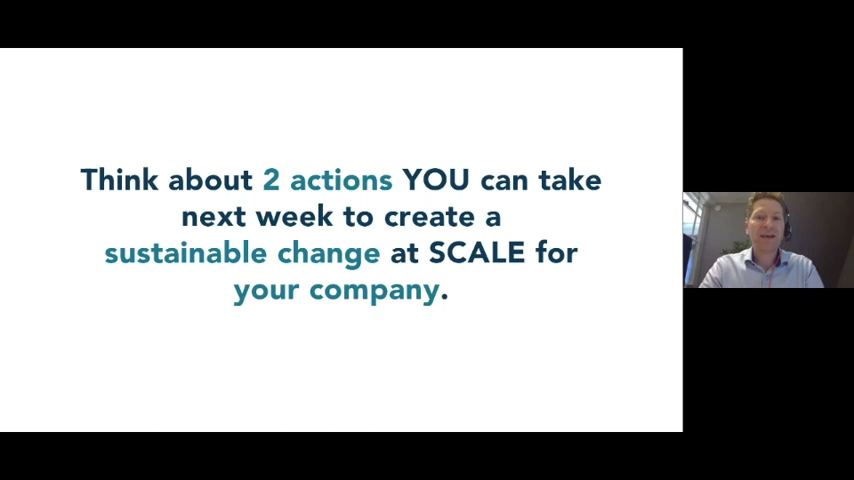 Think about 2 actions YOU can take
next week to create a
sustainable change at SCALE for
your company.